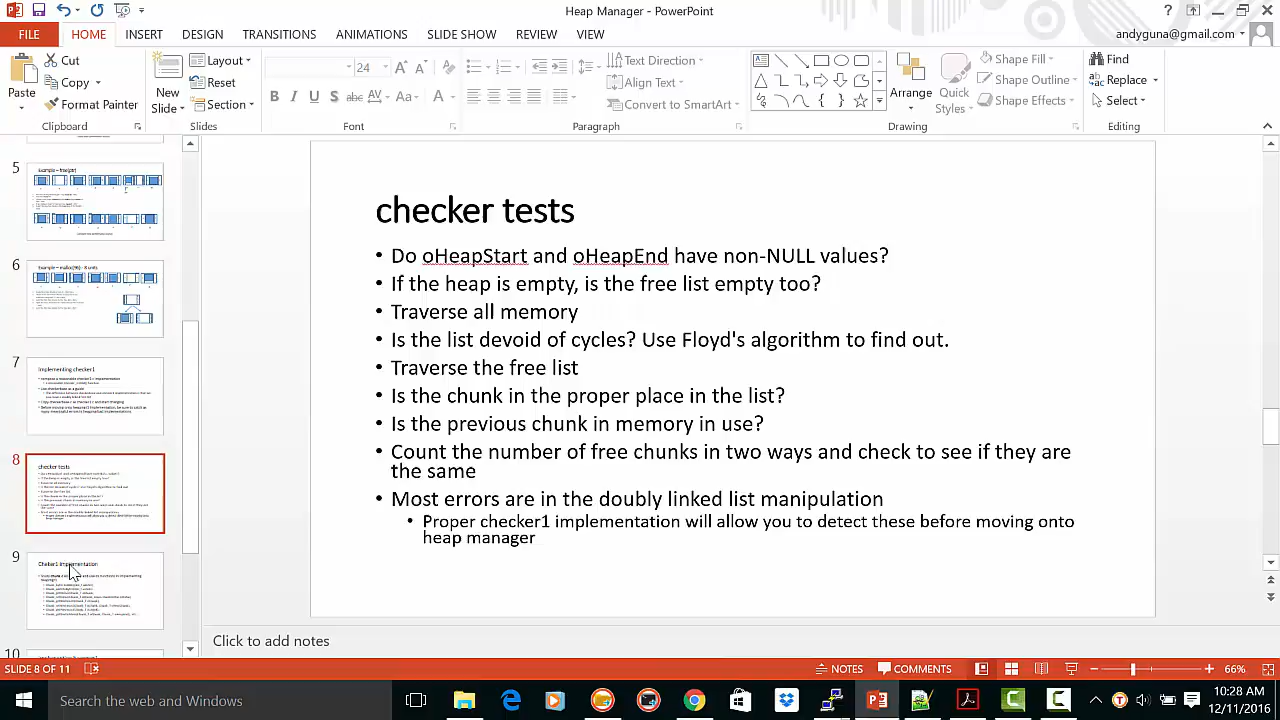 Heap Manager - PowerPoint
FILE HOME INSERT DESIGN TRANSITIONS ANIMATIONS SLIDE SHOW REVIEW VIEW
andyguna@gmail.com
Paste
Cut
Copy
Format Painter
Clipboard
New
Slide
Layout
Reset
Section
Slides
24
Font
Text Direction
Align Text
Convert to SmartArt
Paragraph
Arrange
Quick
Styles
Shape Fill
Shape Outline
Shape Effects
Drawing
Find
Replace
Select
Editing
5
Example – free(ptr)
6
7
Implementing checker1
8
checker tests
9
10
checker tests
• Do oHeapStart and oHeapEnd have non-NULL values?
• If the heap is empty, is the free list empty too?
• Traverse all memory
• Is the list devoid of cycles? Use Floyd's algorithm to find out.
• Traverse the free list
• Is the chunk in the proper place in the list?
• Is the previous chunk in memory in use?
• Count the number of free chunks in two ways and check to see if they are
the same
• Most errors are in the doubly linked list manipulation
• Proper checker1 implementation will allow you to detect these before moving onto
heap manager
Click to add notes
SLIDE 8 OF 11
NOTES
COMMENTS
66%
Search the web and Windows
10:28 AM
12/11/2016